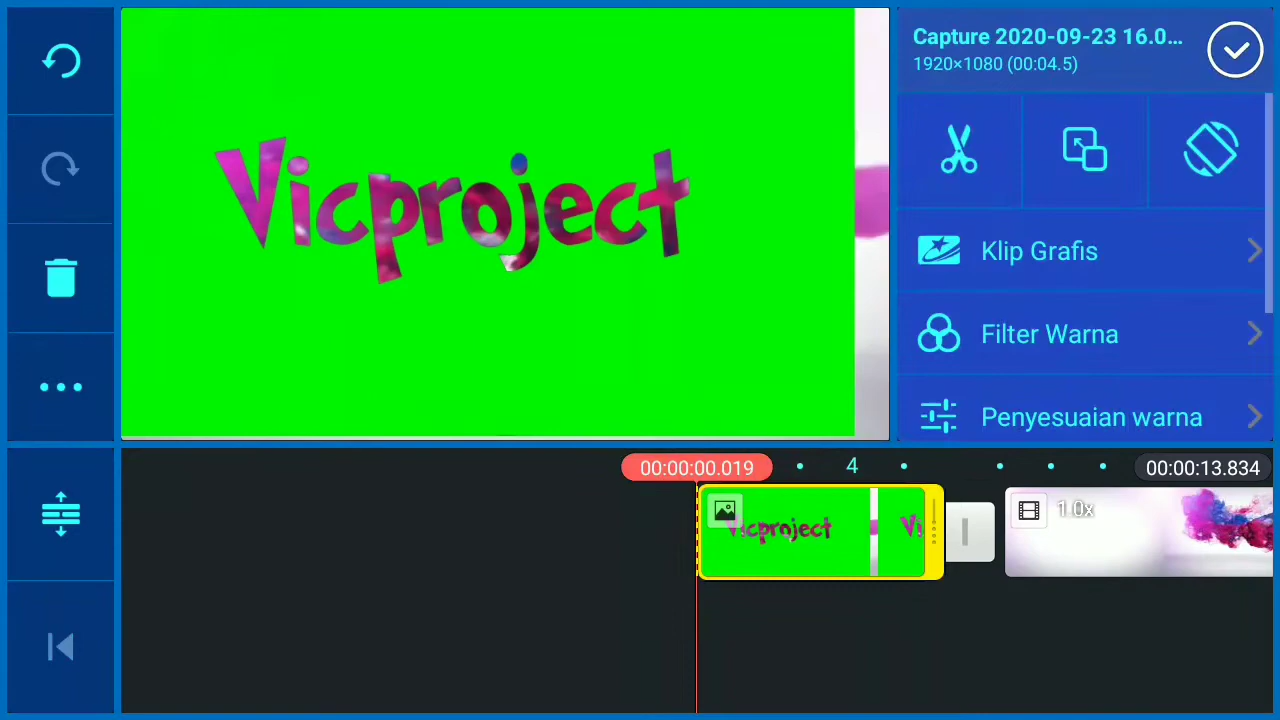 Vicproject
Capture 2020-09-23 16.0...
1920×1080 (00:04.5)
Klip Grafis
Filter Warna
Penyesuaian warna
00:00:00.019
4
00:00:13.834
Vicproject
Vi
1.0x